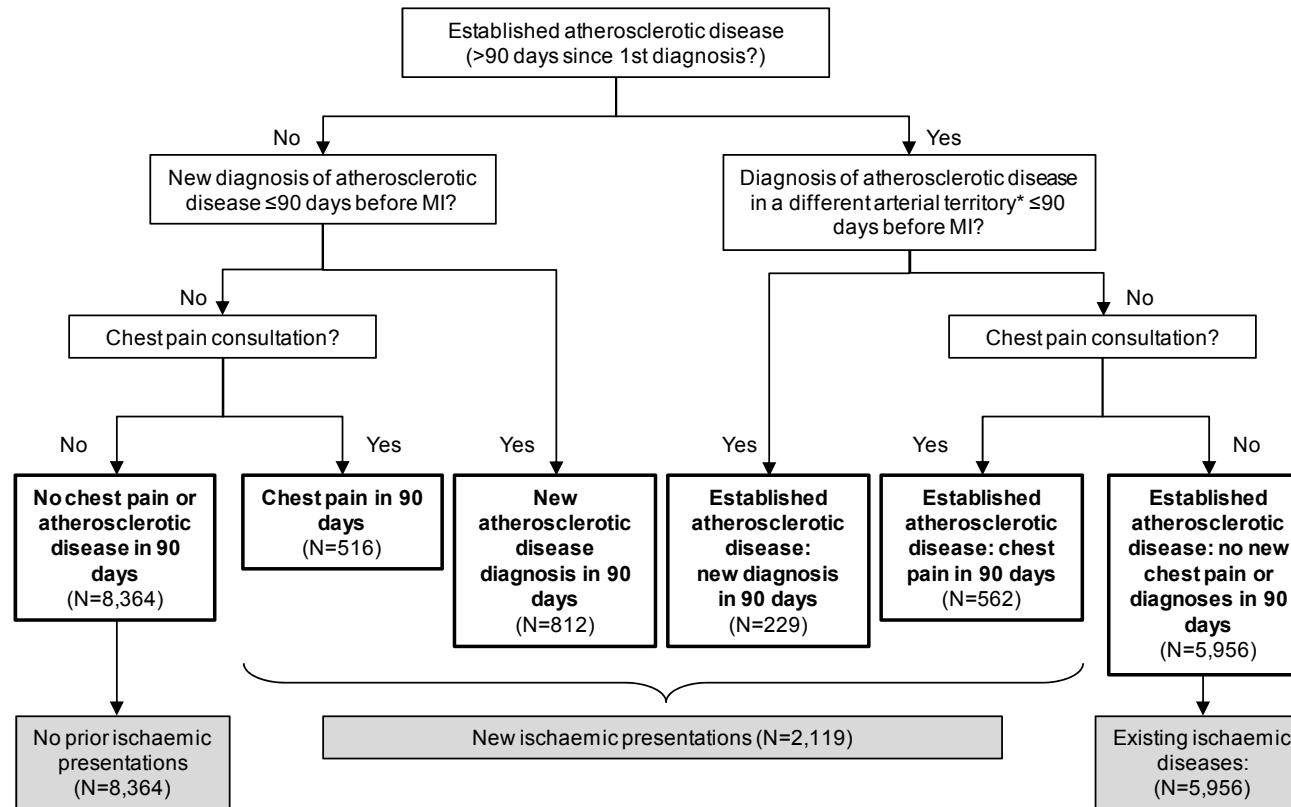 Established atherosclerotic disease
(>90 days since 1st diagnosis?)
No
Yes
New diagnosis of atherosclerotic
disease ≤90 days before MI?
Diagnosis of atherosclerotic disease
in a different arterial territory* ≤90
days before MI?
No
No
Chest pain consultation?
Chest pain consultation?
No
Yes
Yes
Yes
Yes
No
No chest pain or
atherosclerotic
disease in 90
days
(N=8,364)
Chest pain in 90
days
(N=516)
New
atherosclerotic
disease
diagnosis in 90
days
(N=812)
Established
atherosclerotic
disease:
new diagnosis
in 90 days
(N=229)
Established
atherosclerotic
disease: chest
pain in 90 days
(N=562)
Established
atherosclerotic
disease: no new
chest pain or
diagnoses in 90
days
(N=5,956)
No prior ischaemic
presentations
(N=8,364)
New ischaemic presentations (N=2,119)
Existing ischaemic
diseases:
(N=5,956)